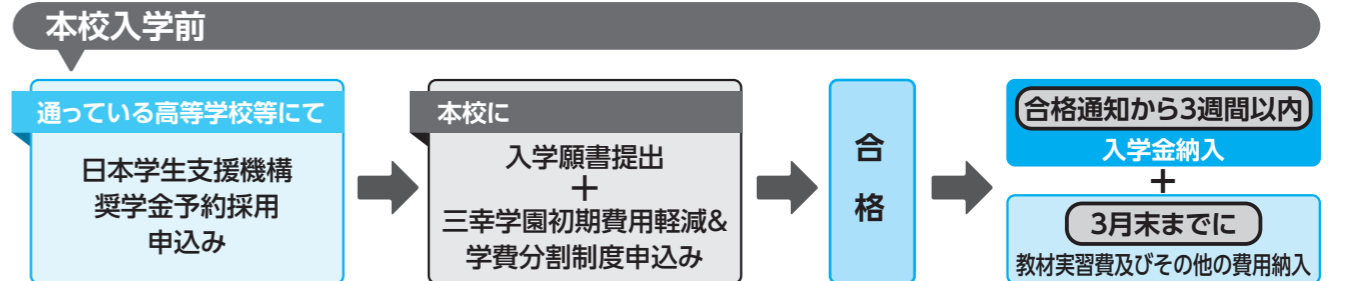 本校入学前
通っている高等学校等にて
日本学生支援機構
奨学金予約採用
申込み
本校に
入学願書提出
+
三幸学園初期費用軽減&
学費分割制度申込み
合
格
合格通知から3週間以内
入学金納入
+
3月末までに
教材実習費及びその他の費用納入